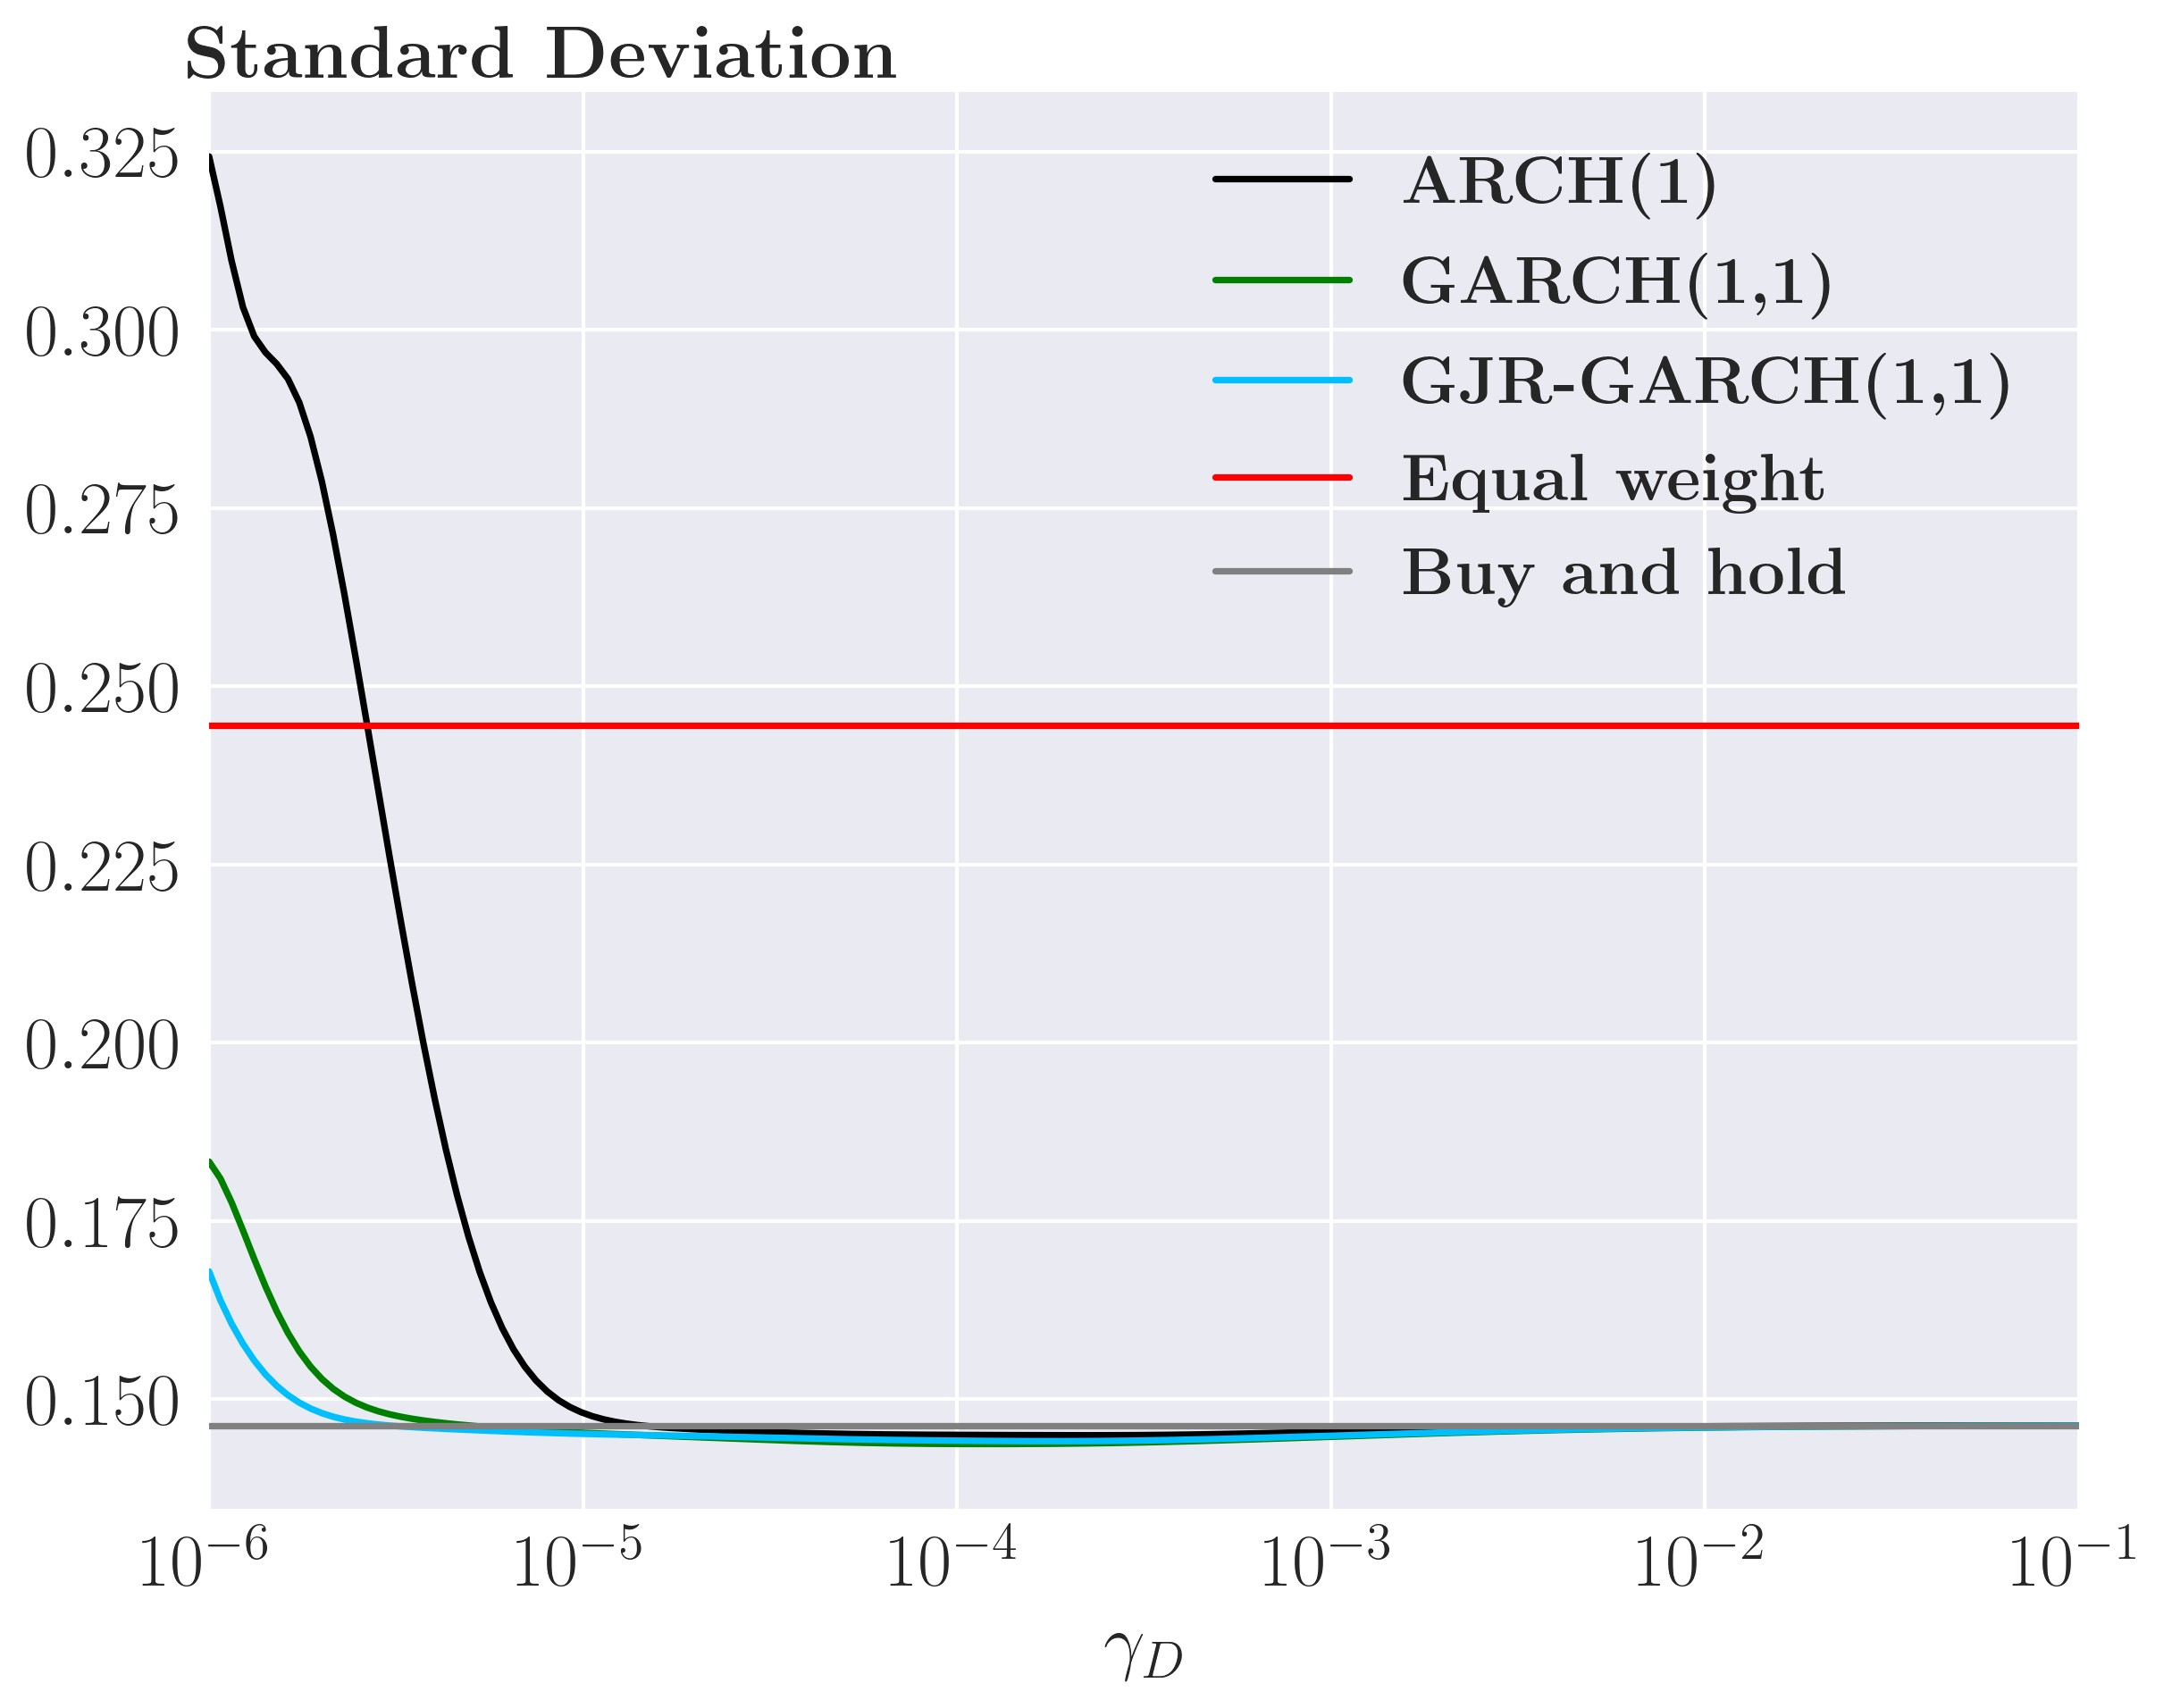 Standard Deviation
0.325
0.300
0.275
0.250
0.225
0.200
0.175
0.150
ARCH(1)
GARCH(1,1)
GJR-GARCH(1,1)
Equal weight
Buy and hold
10⁻⁶ 10⁻⁵ 10⁻⁴ 10⁻³ 10⁻² 10⁻¹
γ_D